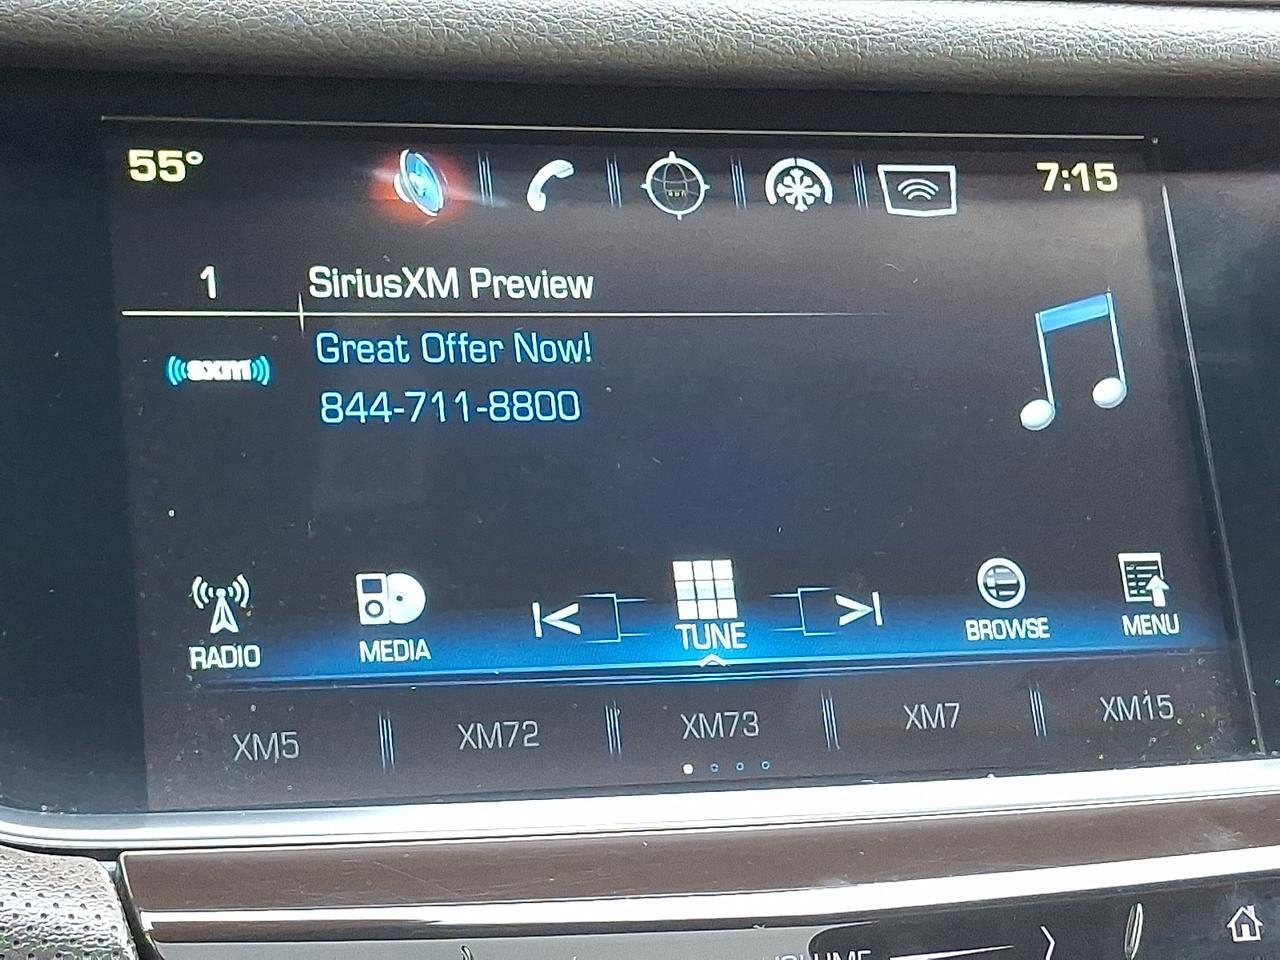 55° 7:15
1 SiriusXM Preview
((sxm)) Great Offer Now!
844-711-8800
RADIO MEDIA TUNE BROWSE MENU
XM5 XM72 XM73 XM7 XM15
VOLUME